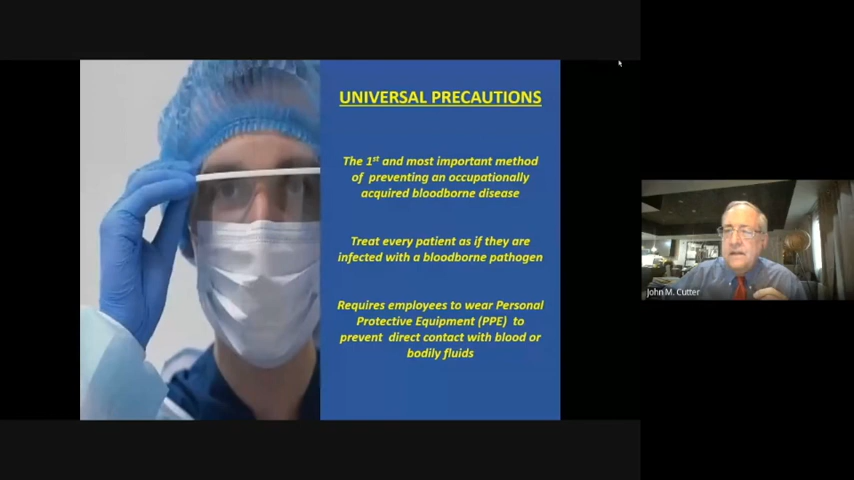 UNIVERSAL PRECAUTIONS
The 1st and most important method
of preventing an occupationally
acquired bloodborne disease
Treat every patient as if they are
infected with a bloodborne pathogen
Requires employees to wear Personal
Protective Equipment (PPE) to
prevent direct contact with blood or
bodily fluids
John M. Cutter